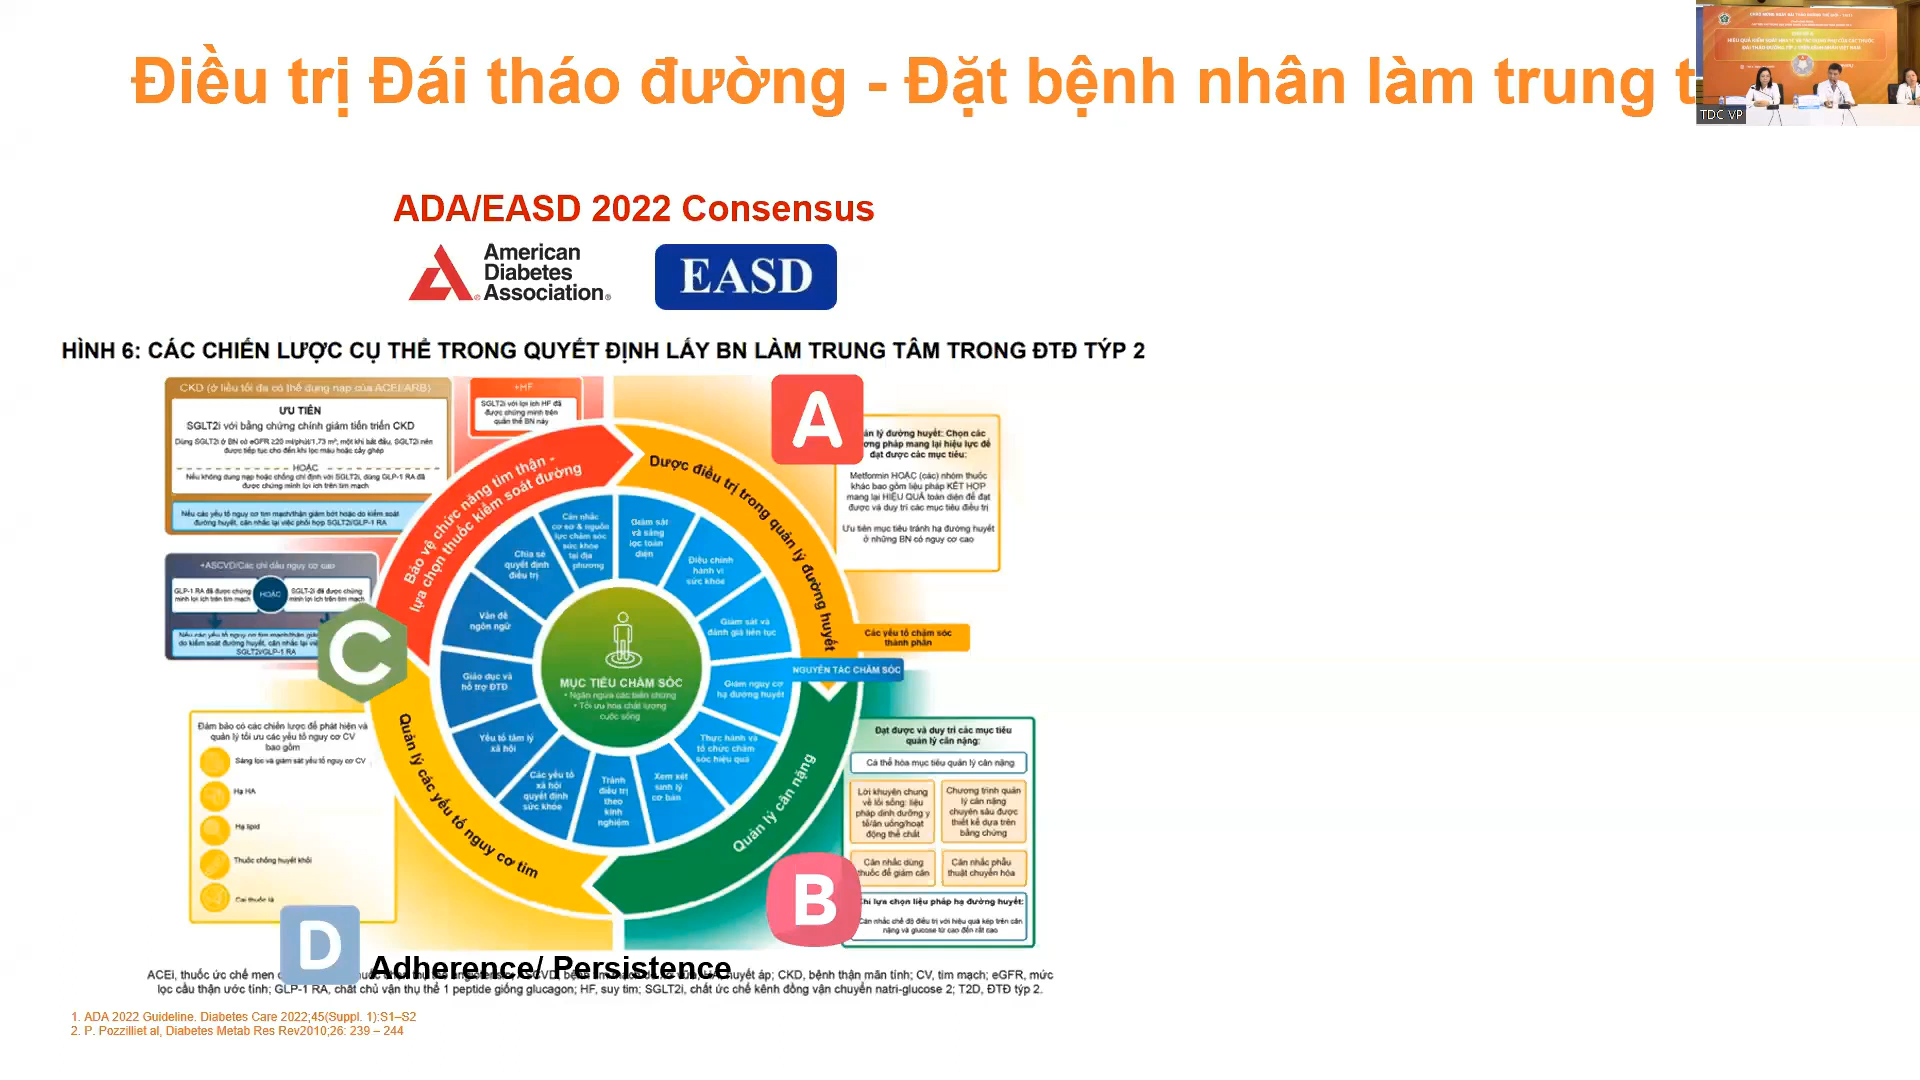 Điều trị Đái tháo đường - Đặt bệnh nhân làm trung t
TDC VP
ADA/EASD 2022 Consensus
American
Diabetes
Association®
EASD
HÌNH 6: CÁC CHIẾN LƯỢC CỤ THỂ TRONG QUYẾT ĐỊNH LẤY BN LÀM TRUNG TÂM TRONG ĐTĐ TÝP 2
CKD (ở liều tối đa có thể dung nạp của ACEI/ARB)
ƯU TIÊN
SGLT2i với bằng chứng chính giảm tiến triển CKD
Dùng SGLT2i ở BN có eGFR ≥20 ml/phút/1,73 m²; một khi bắt đầu, SGLT2i nên
được tiếp tục cho đến khi lọc máu hoặc cấy ghép
HOẶC
Nếu không dung nạp hoặc chống chỉ định với SGLT2i, dùng GLP-1 RA đã
được chứng minh lợi ích trên tim mạch
Nếu các yếu tố nguy cơ tim mạch/thận giảm bớt hoặc do kiểm soát
đường huyết, cân nhắc lại việc phối hợp SGLT2i/GLP-1 RA
+HF
SGLT2i với lợi ích HF đã
được chứng minh trên
quần thể BN này
+ASCVD/Các chỉ dấu nguy cơ cao
GLP-1 RA đã được chứng
minh lợi ích trên tim mạch
HOẶC
SGLT-2i đã được chứng
minh lợi ích trên tim mạch
Nếu các yếu tố nguy cơ tim mạch/thận
do kiểm soát đường huyết, cân nhắc lại
SGLT2i/GLP-1 RA
C
A
Quản lý đường huyết: Chọn các
pháp mang lại hiệu lực để
đạt được các mục tiêu:
Metformin HOẶC (các) nhóm thuốc
khác bao gồm liệu pháp KẾT HỢP
mang lại HIỆU QUẢ toàn diện để đạt
được và duy trì các mục tiêu điều trị
Ưu tiên mục tiêu tránh hạ đường huyết
ở những BN có nguy cơ cao
Bảo vệ chức năng tim thận -
lựa chọn thuốc kiểm soát đường
Dược điều trị trong quản lý đường huyết
Quản lý cân nặng
Quản lý các yếu tố nguy cơ tim
Cân nhắc
cơ sở & nguồn
lực chăm sóc
sức khỏe
tại địa
phương
Giám sát
và sàng
lọc toàn
diện
Điều chỉnh
hành vi
sức khỏe
Giám sát và
đánh giá liên tục
Giảm nguy cơ
hạ đường huyết
Thực hành và
tổ chức chăm
sóc hiệu quả
Xem xét
sinh lý
cơ bản
Tránh
điều trị
theo
kinh
nghiệm
Các yếu tố
xã hội
quyết định
sức khỏe
Yếu tố tâm lý
xã hội
Giáo dục và
hỗ trợ ĐTĐ
Vấn đề
ngôn ngữ
Chia sẻ
quyết định
điều trị
MỤC TIÊU CHĂM SÓC
• Ngăn ngừa các biến chứng
• Tối ưu hóa chất lượng
cuộc sống
Các yếu tố chăm sóc
thành phần
NGUYÊN TẮC CHĂM SÓC
Đảm bảo có các chiến lược để phát hiện và
quản lý tối ưu các yếu tố nguy cơ CV
bao gồm
Sàng lọc và giám sát yếu tố nguy cơ CV
Hạ HA
Hạ lipid
Thuốc chống huyết khối
Cai thuốc lá
Đạt được và duy trì các mục tiêu
quản lý cân nặng:
Cá thể hóa mục tiêu quản lý cân nặng
Lời khuyên chung
về lối sống: liệu
pháp dinh dưỡng y
tế/ăn uống/hoạt
động thể chất
Chương trình quản
lý cân nặng
chuyên sâu được
thiết kế dựa trên
bằng chứng
Cân nhắc dùng
thuốc để giảm cân
Cân nhắc phẫu
thuật chuyển hóa
Khi lựa chọn liệu pháp hạ đường huyết:
Cân nhắc chế độ điều trị với hiệu quả kép trên cân
nặng và glucose từ cao đến rất cao
B
D
Adherence/ Persistence
ACEi, thuốc ức chế men huyết áp; CKD, bệnh thận mãn tính; CV, tim mạch; eGFR, mức
lọc cầu thận ước tính; GLP-1 RA, chất chủ vận thụ thể 1 peptide giống glucagon; HF, suy tim; SGLT2i, chất ức chế kênh đồng vận chuyển natri-glucose 2; T2D, ĐTĐ týp 2.
1. ADA 2022 Guideline. Diabetes Care 2022;45(Suppl. 1):S1–S2
2. P. Pozzilliet al, Diabetes Metab Res Rev2010;26: 239 – 244